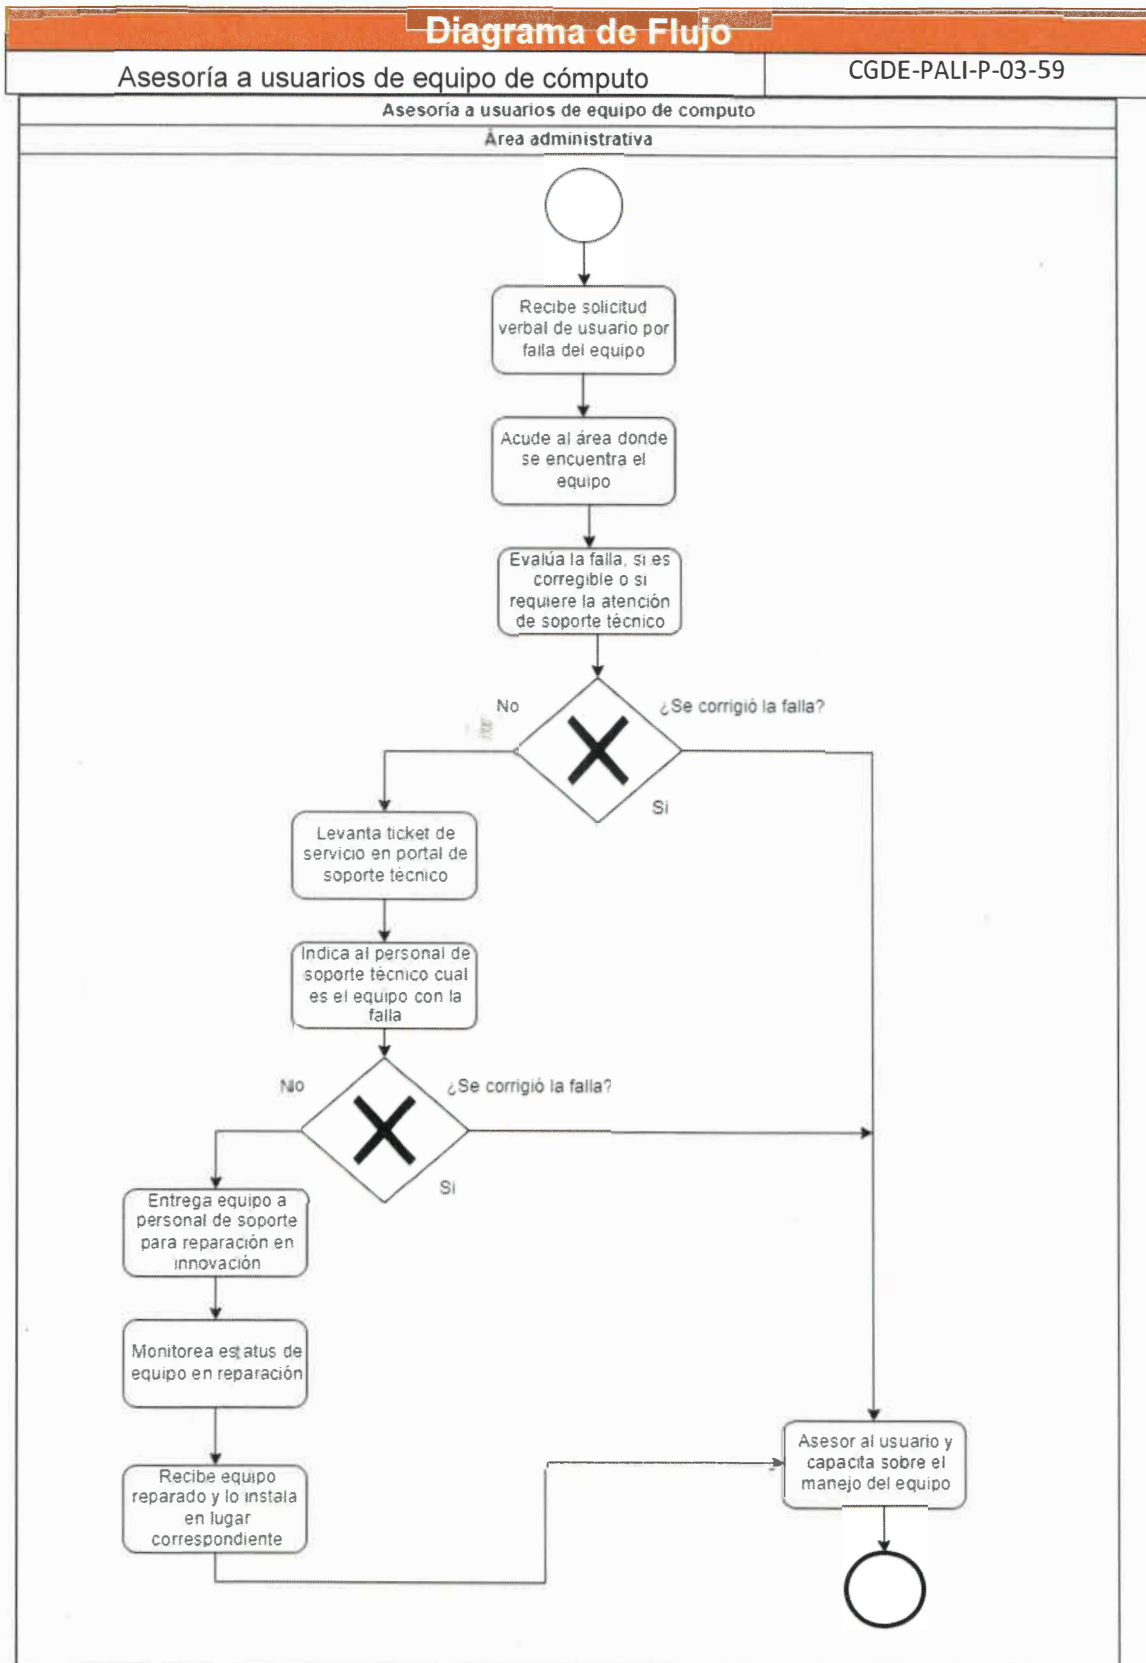 Diagrama de Flujo
Asesoría a usuarios de equipo de cómputo
CGDE-PALI-P-03-59
Asesoría a usuarios de equipo de computo
Área administrativa
Recibe solicitud
verbal de usuario por
falla del equipo
Acude al área donde
se encuentra el
equipo
Evalúa la falla, si es
corregible o si
requiere la atención
de soporte técnico
No
¿Se corrigió la falla?
Si
Levanta ticket de
servicio en portal de
soporte técnico
Indica al personal de
soporte técnico cual
es el equipo con la
falla
No
¿Se corrigió la falla?
Si
Entrega equipo a
personal de soporte
para reparación en
innovación
Monitorea estatus de
equipo en reparación
Recibe equipo
reparado y lo instala
en lugar
correspondiente
Asesor al usuario y
capacita sobre el
manejo del equipo